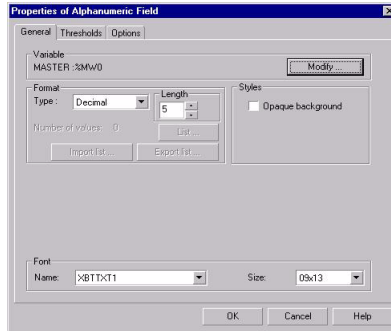 Properties of Alphanumeric Field
General Thresholds Options
Variable
MASTER :%MW0
Modify ...
Format
Type : Decimal
Length
5
Number of values: 0
List ...
Import list ...
Export list ...
Styles
Opaque background
Font
Name: XBTTXT1
Size: 09x13
OK Cancel Help